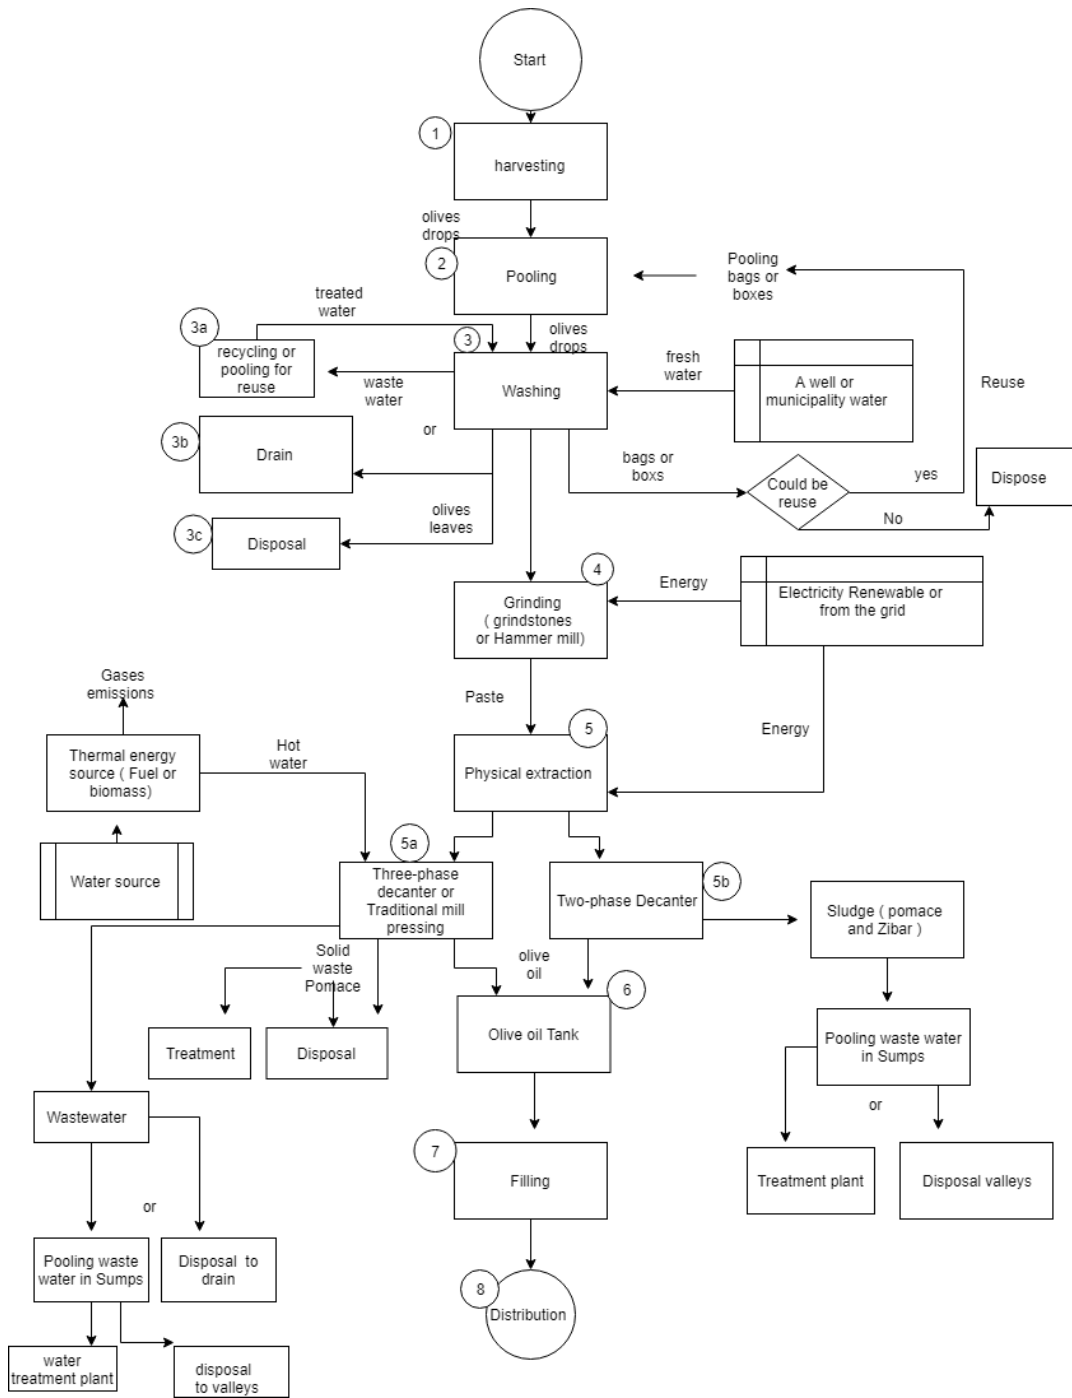 Start
1
harvesting
olives
drops
2
Pooling
Pooling
bags or
boxes
treated
water
3a
recycling or
pooling for
reuse
3
olives
drops
Washing
waste
water
or
fresh
water
A well or
municipality water
Reuse
3b
Drain
3c
Disposal
olives
leaves
bags or
boxs
Could be
reuse
yes
No
Dispose
4
Grinding
( grindstones
or Hammer mill)
Energy
Electricity Renewable or
from the grid
Gases
emissions
Paste
5
Energy
Thermal energy
source ( Fuel or
biomass)
Hot
water
Physical extraction
Water source
5a
Three-phase
decanter or
Traditional mill
pressing
Two-phase Decanter
5b
Sludge ( pomace
and Zibar )
Solid
waste
Pomace
olive
oil
6
Olive oil Tank
Treatment
Disposal
Pooling waste water
in Sumps
or
Wastewater
7
Filling
Treatment plant
Disposal valleys
or
Pooling waste
water in Sumps
Disposal to
drain
8
Distribution
water
treatment plant
disposal
to valleys